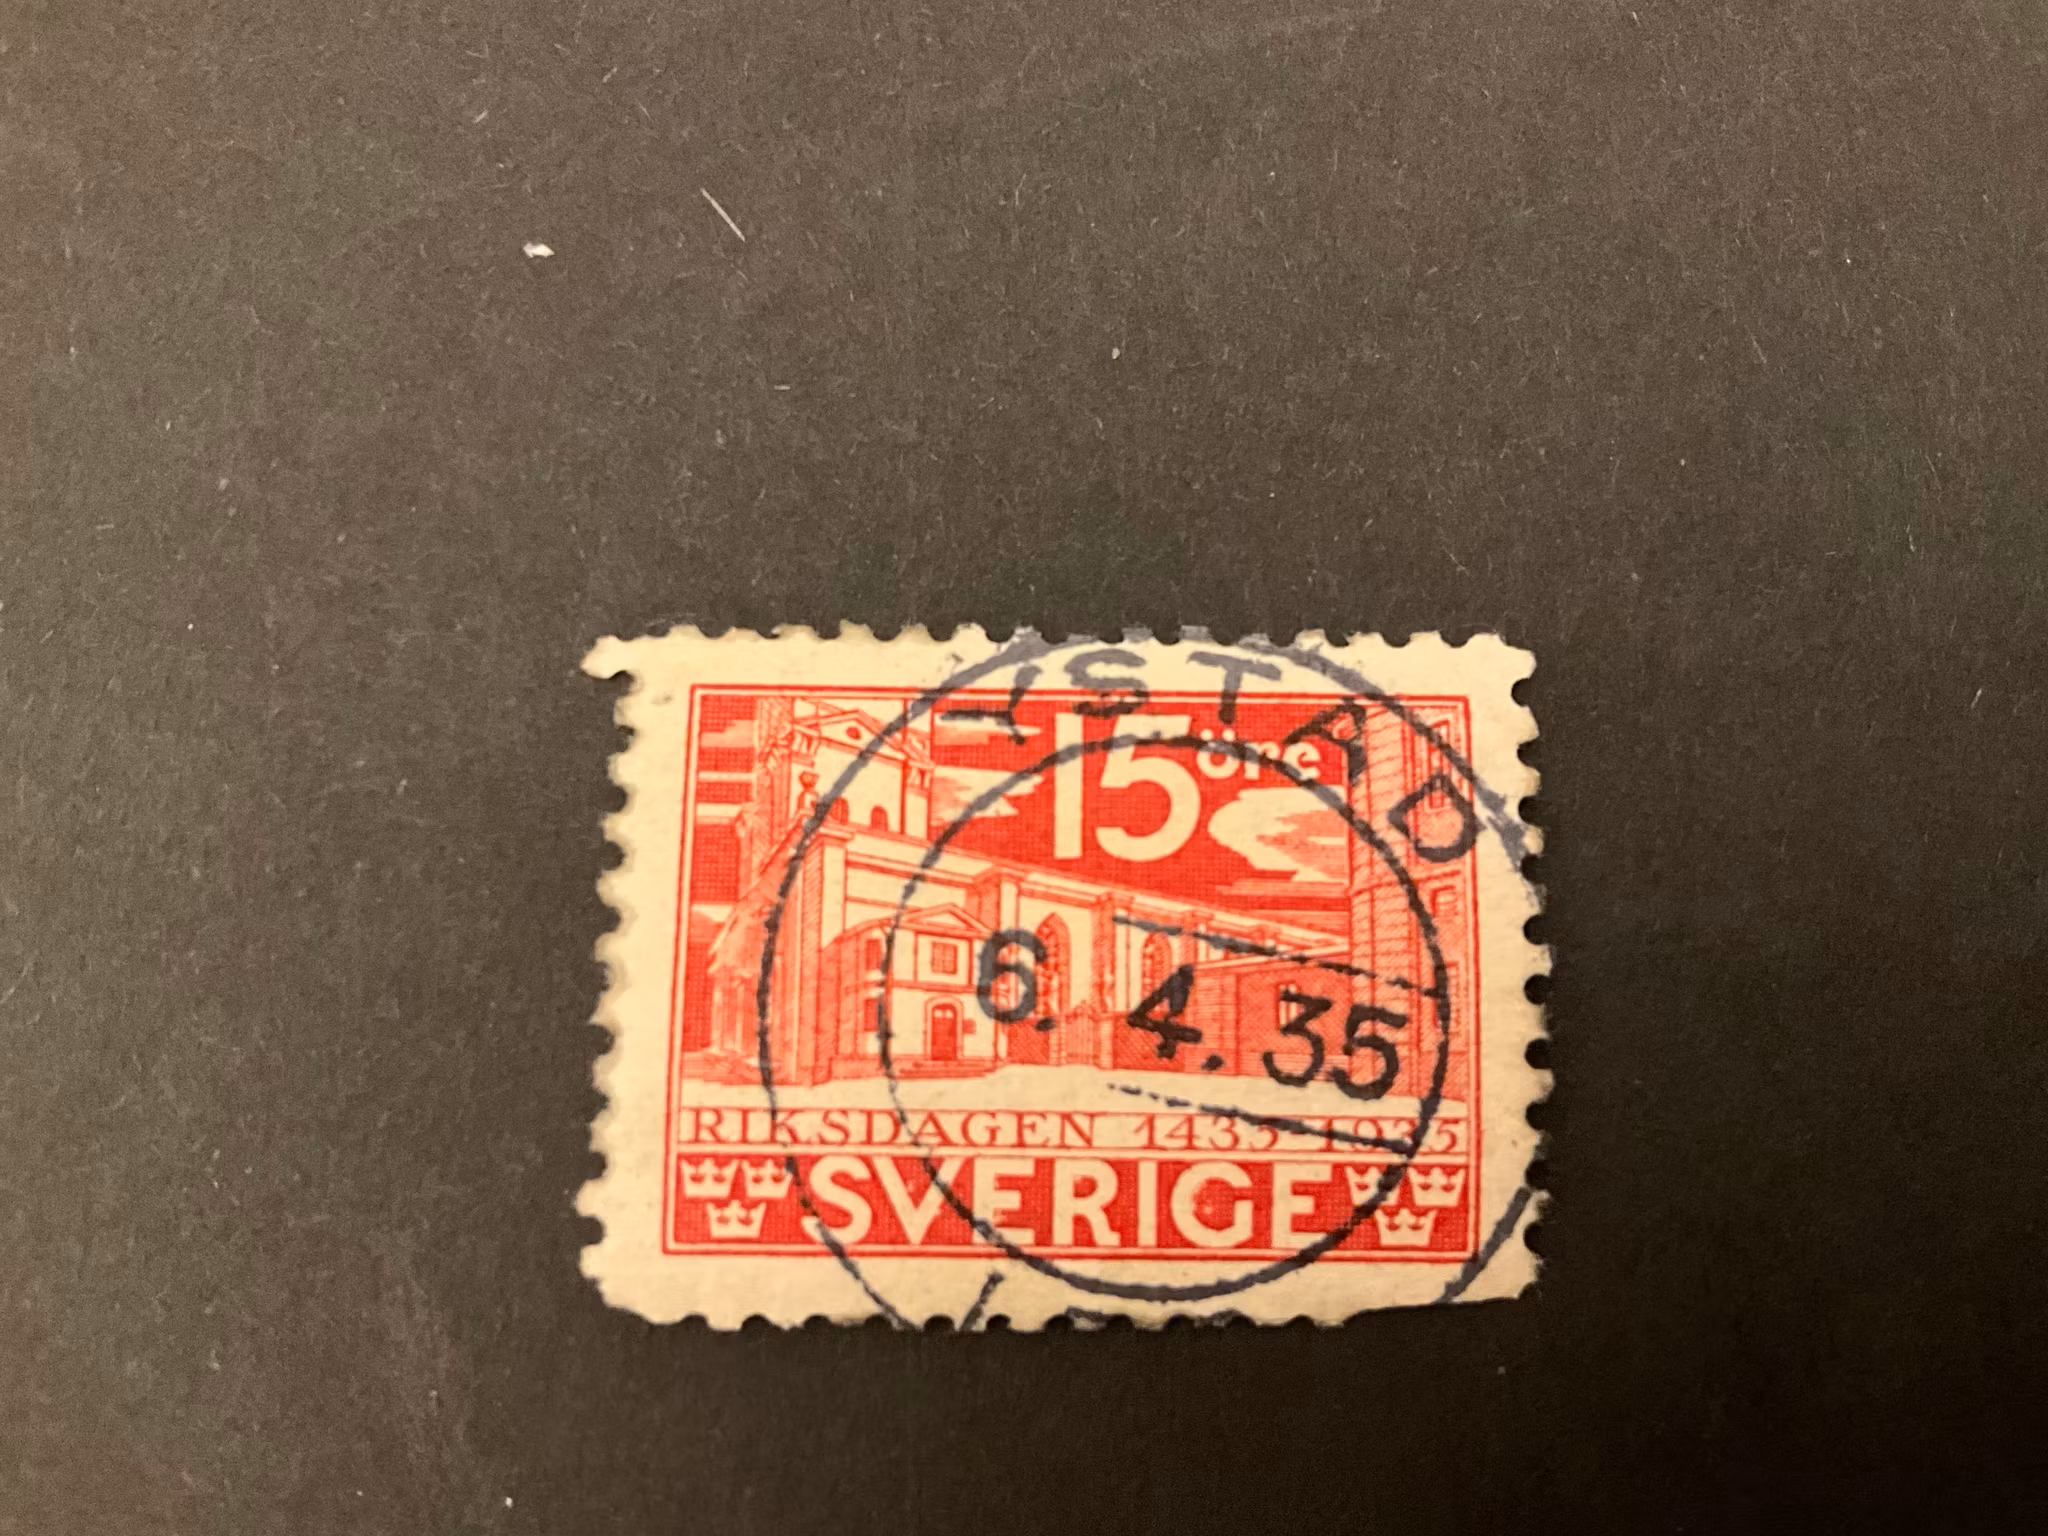 YSTAD
15 öre
6. 4. 35
RIKSDAGEN 1435-1935
SVERIGE